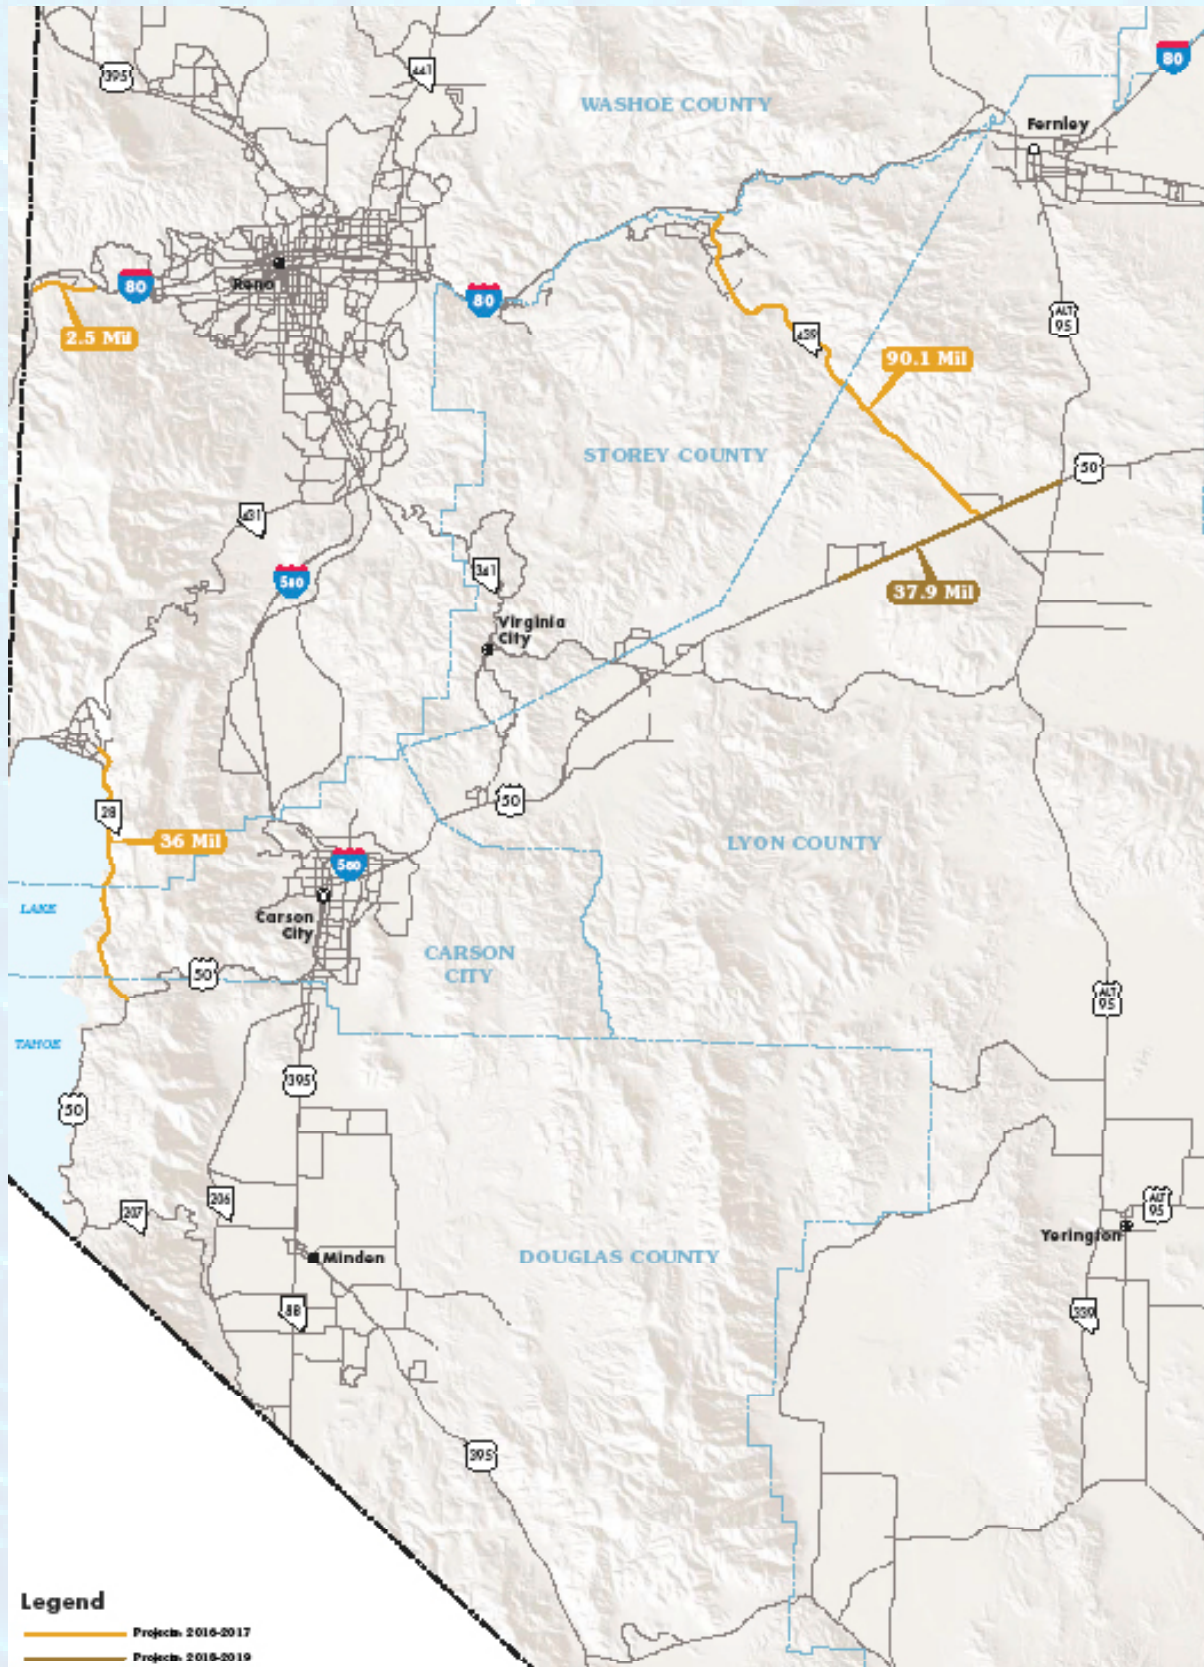 395
441
WASHOE COUNTY
80
Fernley
Reno
80
80
2.5 Mil
ALT
95
439
90.1 Mil
STOREY COUNTY
50
431
341
580
37.9 Mil
Virginia
City
28
50
36 Mil
LYON COUNTY
580
LAKE
Carson
City
CARSON
CITY
50
ALT
95
TAHOE
395
50
206
207
ALT
95
Yerington
Minden
DOUGLAS COUNTY
88
339
395
Legend
Projects: 2016-2017
Projects: 2018-2019